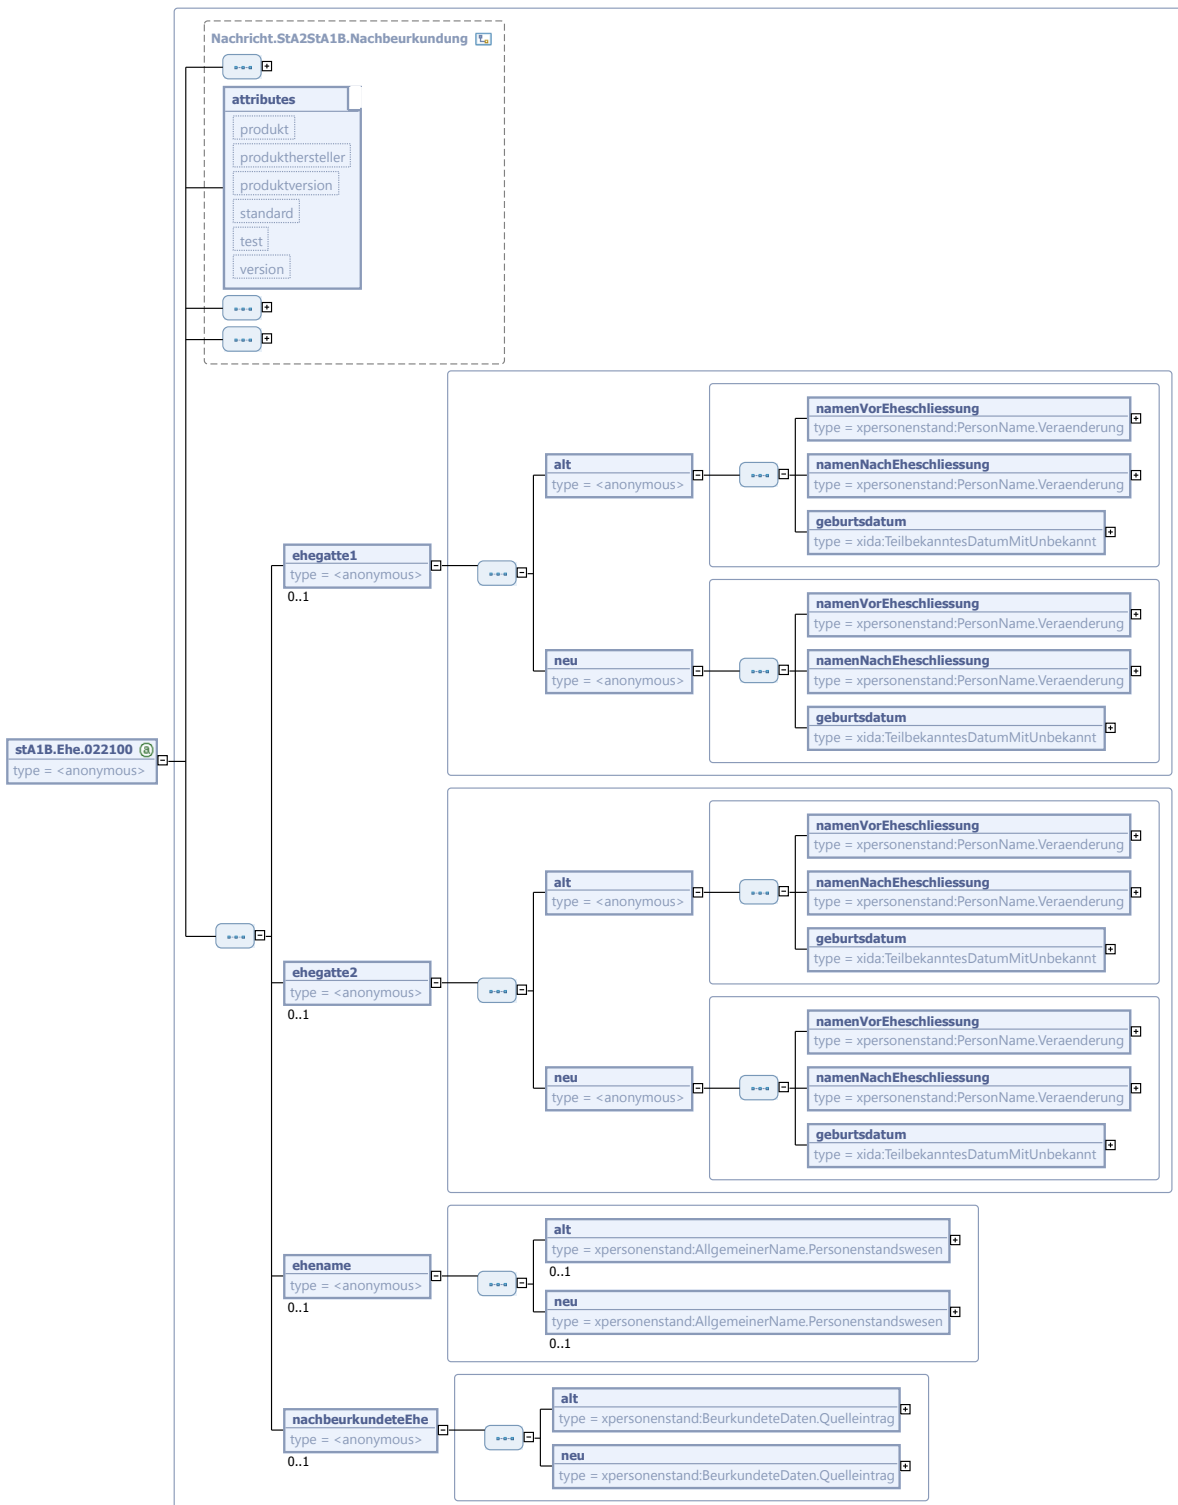 Nachricht.StA2StA1B.Nachbeurkundung
attributes
produkt
produkthersteller
produktversion
standard
test
version
namenVorEheschliessung
type = xpersonenstand:PersonName.Veraenderung
alt
type = <anonymous>
namenNachEheschliessung
type = xpersonenstand:PersonName.Veraenderung
geburtsdatum
type = xida:TeilbekanntesDatumMitUnbekannt
ehegatte1
type = <anonymous>
0..1
namenVorEheschliessung
type = xpersonenstand:PersonName.Veraenderung
neu
type = <anonymous>
namenNachEheschliessung
type = xpersonenstand:PersonName.Veraenderung
geburtsdatum
type = xida:TeilbekanntesDatumMitUnbekannt
stA1B.Ehe.022100 a
type = <anonymous>
namenVorEheschliessung
type = xpersonenstand:PersonName.Veraenderung
alt
type = <anonymous>
namenNachEheschliessung
type = xpersonenstand:PersonName.Veraenderung
geburtsdatum
type = xida:TeilbekanntesDatumMitUnbekannt
ehegatte2
type = <anonymous>
0..1
namenVorEheschliessung
type = xpersonenstand:PersonName.Veraenderung
neu
type = <anonymous>
namenNachEheschliessung
type = xpersonenstand:PersonName.Veraenderung
geburtsdatum
type = xida:TeilbekanntesDatumMitUnbekannt
alt
type = xpersonenstand:AllgemeinerName.Personenstandswesen
0..1
ehename
type = <anonymous>
0..1
neu
type = xpersonenstand:AllgemeinerName.Personenstandswesen
0..1
alt
type = xpersonenstand:BeurkundeteDaten.Quelleintrag
nachbeurkundeteEhe
type = <anonymous>
0..1
neu
type = xpersonenstand:BeurkundeteDaten.Quelleintrag